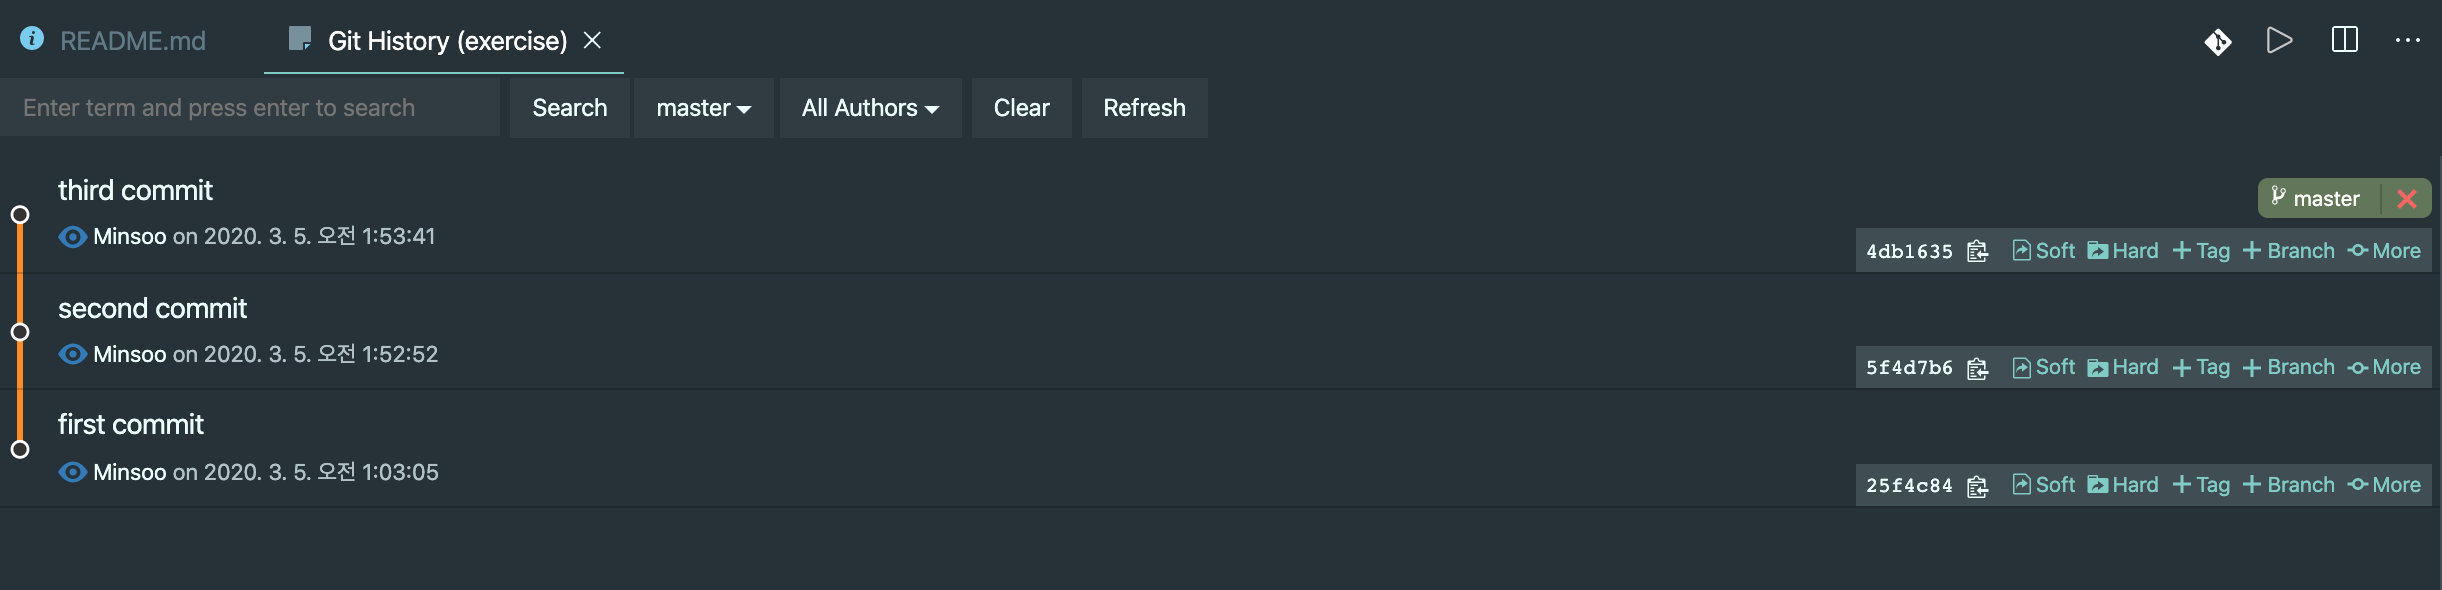 README.md Git History (exercise)
Enter term and press enter to search Search master All Authors Clear Refresh
third commit
master
Minsoo on 2020. 3. 5. 오전 1:53:41
4db1635 Soft Hard Tag Branch More
second commit
Minsoo on 2020. 3. 5. 오전 1:52:52
5f4d7b6 Soft Hard Tag Branch More
first commit
Minsoo on 2020. 3. 5. 오전 1:03:05
25f4c84 Soft Hard Tag Branch More